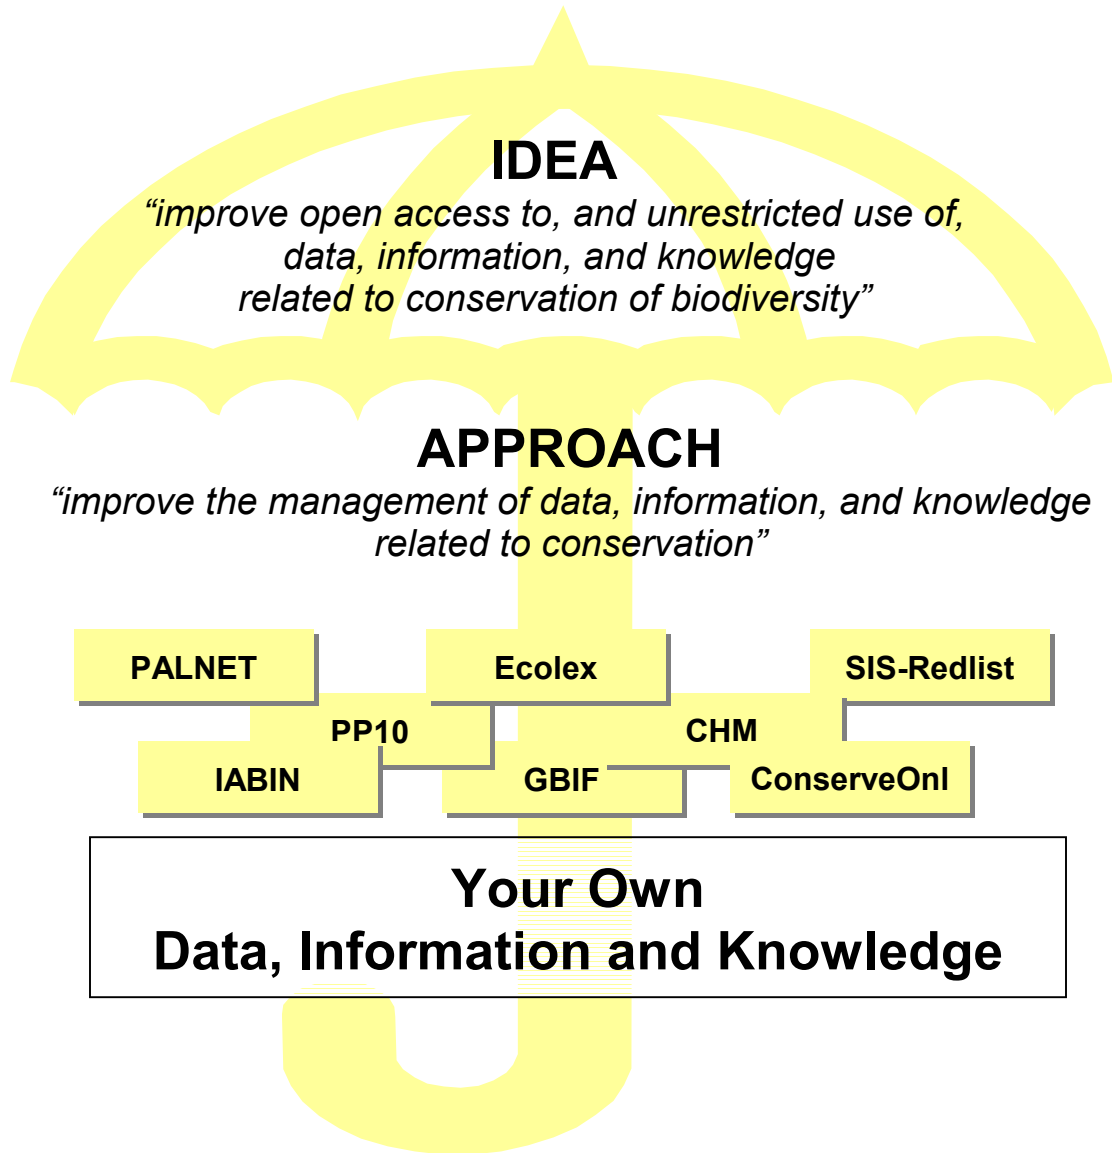 IDEA
“improve open access to, and unrestricted use of,
data, information, and knowledge
related to conservation of biodiversity”
APPROACH
“improve the management of data, information, and knowledge
related to conservation”
PALNET
Ecolex
SIS-Redlist
PP10
CHM
IABIN
GBIF
ConserveOnl
Your Own
Data, Information and Knowledge